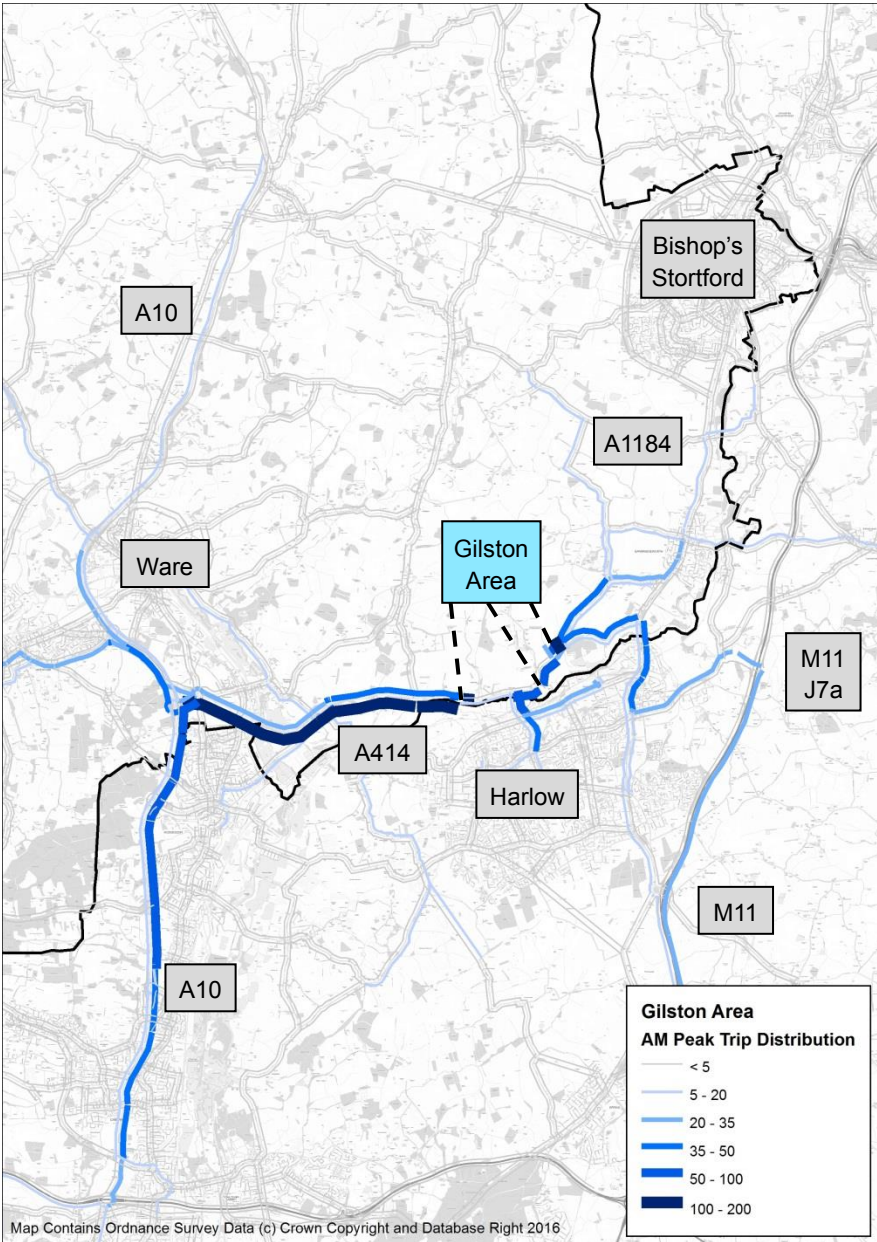 Bishop's
Stortford
A10
A1184
Gilston
Area
Ware
M11
J7a
A414
Harlow
M11
A10
Gilston Area
AM Peak Trip Distribution
< 5
5 - 20
20 - 35
35 - 50
50 - 100
100 - 200
Map Contains Ordnance Survey Data (c) Crown Copyright and Database Right 2016